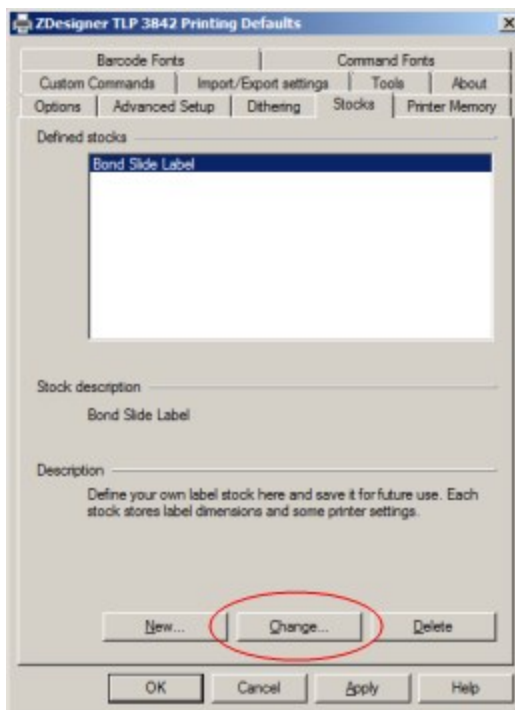 ZDesigner TLP 3842 Printing Defaults
Barcode Fonts Command Fonts
Custom Commands Import/Export settings Tools About
Options Advanced Setup Dithering Stocks Printer Memory
Defined stocks
Bond Slide Label
Stock description
Bond Slide Label
Description
Define your own label stock here and save it for future use. Each
stock stores label dimensions and some printer settings.
New... Change... Delete
OK Cancel Apply Help